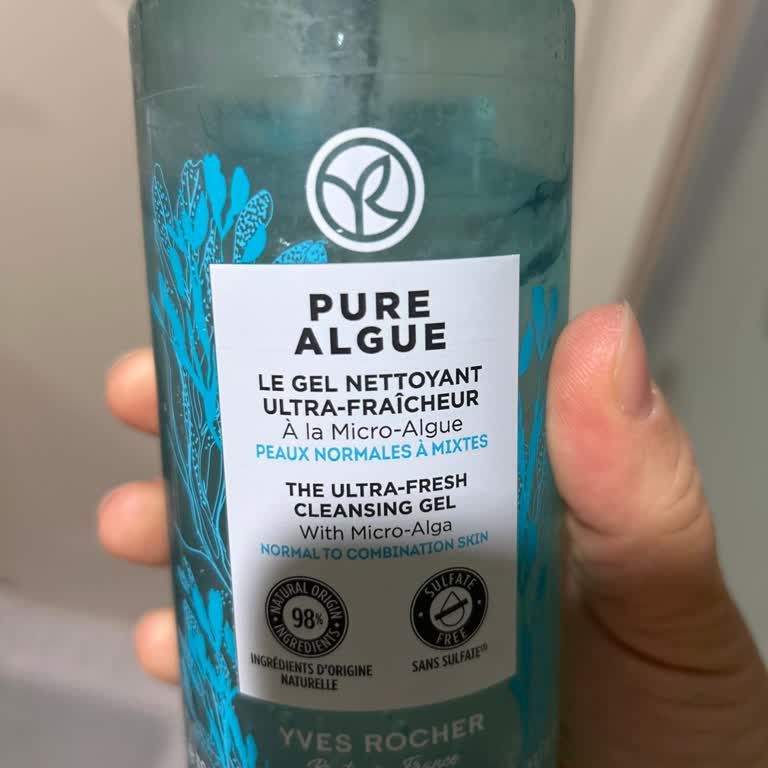 PURE
ALGUE
LE GEL NETTOYANT
ULTRA-FRAÎCHEUR
À la Micro-Algue
PEAUX NORMALES À MIXTES
THE ULTRA-FRESH
CLEANSING GEL
With Micro-Alga
NORMAL TO COMBINATION SKIN
NATURAL ORIGIN
98%
INGREDIENTS
INGRÉDIENTS D'ORIGINE
NATURELLE
SULFATE
FREE
SANS SULFATE(1)
YVES ROCHER
France